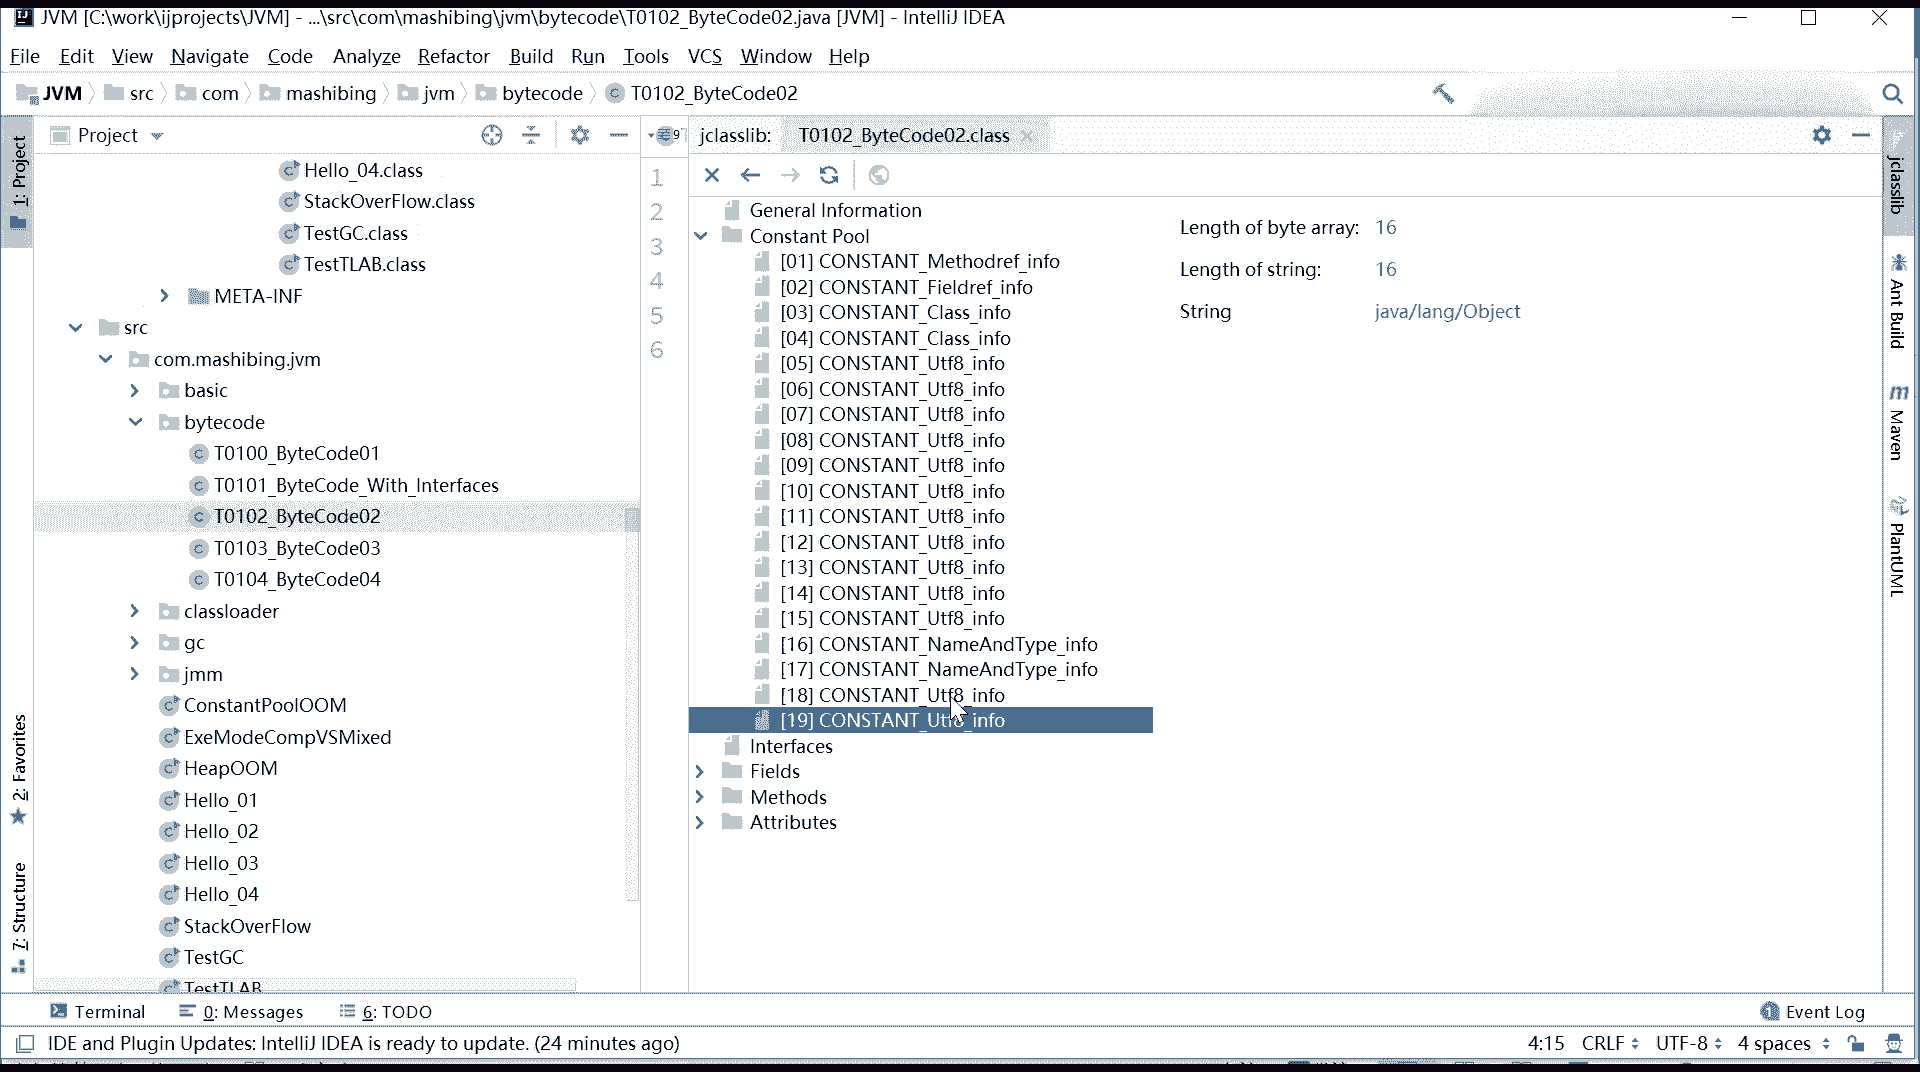 JVM [C:\work\ijprojects\JVM] - ...\src\com\mashibing\jvm\bytecode\T0102_ByteCode02.java [JVM] - IntelliJ IDEA
File Edit View Navigate Code Analyze Refactor Build Run Tools VCS Window Help
JVM src com mashibing jvm bytecode T0102_ByteCode02
1: Project
2: Favorites
7: Structure
Project
Hello_04.class
StackOverFlow.class
TestGC.class
TestTLAB.class
META-INF
src
com.mashibing.jvm
basic
bytecode
T0100_ByteCode01
T0101_ByteCode_With_Interfaces
T0102_ByteCode02
T0103_ByteCode03
T0104_ByteCode04
classloader
gc
jmm
ConstantPoolOOM
ExeModeCompVSMixed
HeapOOM
Hello_01
Hello_02
Hello_03
Hello_04
StackOverFlow
TestGC
TestTLAB
1
2
3
4
5
6
jclasslib: T0102_ByteCode02.class
General Information
Constant Pool
[01] CONSTANT_Methodref_info
[02] CONSTANT_Fieldref_info
[03] CONSTANT_Class_info
[04] CONSTANT_Class_info
[05] CONSTANT_Utf8_info
[06] CONSTANT_Utf8_info
[07] CONSTANT_Utf8_info
[08] CONSTANT_Utf8_info
[09] CONSTANT_Utf8_info
[10] CONSTANT_Utf8_info
[11] CONSTANT_Utf8_info
[12] CONSTANT_Utf8_info
[13] CONSTANT_Utf8_info
[14] CONSTANT_Utf8_info
[15] CONSTANT_Utf8_info
[16] CONSTANT_NameAndType_info
[17] CONSTANT_NameAndType_info
[18] CONSTANT_Utf8_info
[19] CONSTANT_Utf8_info
Interfaces
Fields
Methods
Attributes
Length of byte array: 16
Length of string: 16
String java/lang/Object
jclasslib
Ant Build
Maven
PlantUML
Terminal 0: Messages 6: TODO 1 Event Log
IDE and Plugin Updates: IntelliJ IDEA is ready to update. (24 minutes ago) 4:15 CRLF UTF-8 4 spaces